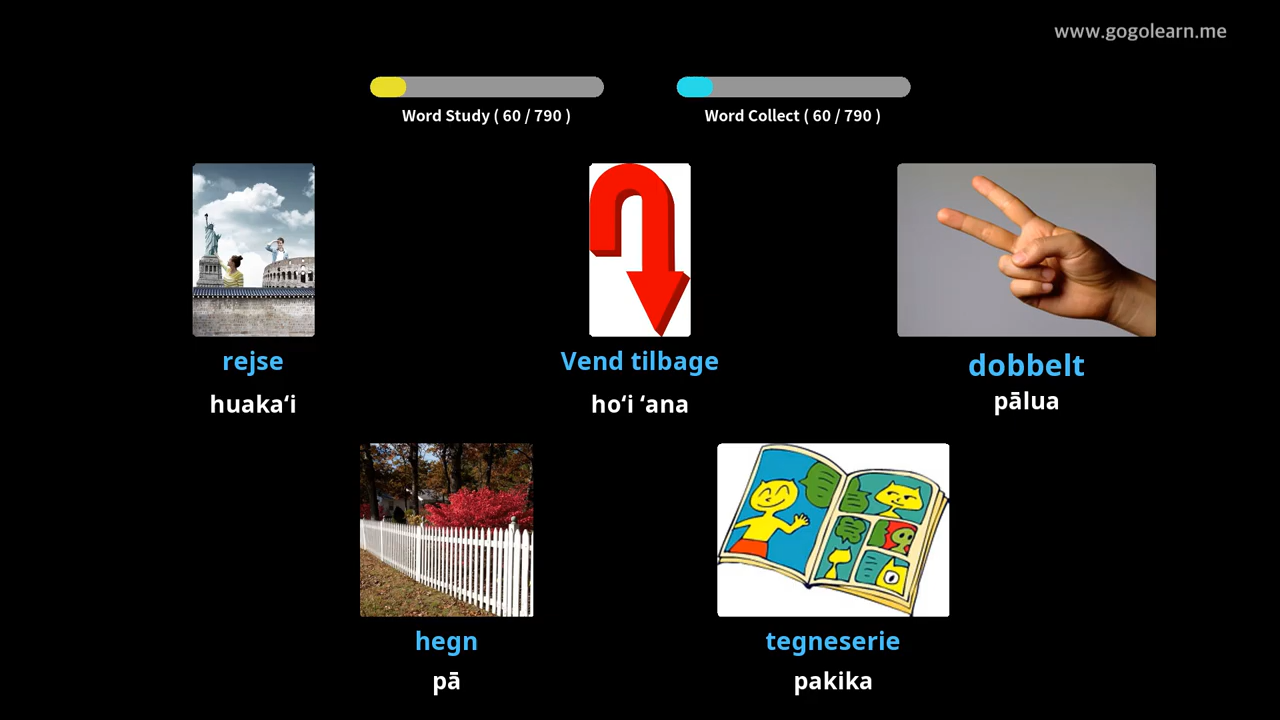 www.gogolearn.me
Word Study ( 60 / 790 )
Word Collect ( 60 / 790 )
rejse
huakaʻi
Vend tilbage
hoʻi ʻana
dobbelt
pālua
hegn
pā
tegneserie
pakika